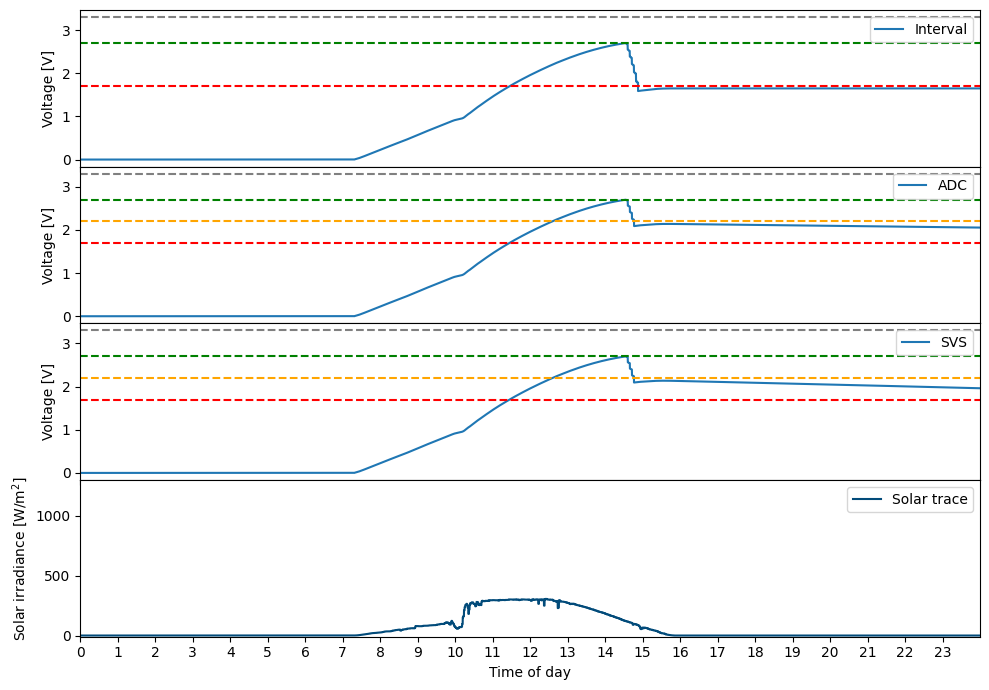 Interval
3
2
1
0
Voltage [V]
ADC
3
2
1
0
Voltage [V]
SVS
3
2
1
0
Voltage [V]
Solar trace
1000
500
0
Solar irradiance [W/m²]
0 1 2 3 4 5 6 7 8 9 10 11 12 13 14 15 16 17 18 19 20 21 22 23
Time of day